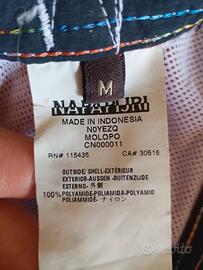 M
NAPAPIJRI
MADE IN INDONESIA
N0YEZQ
MOLOPO
CN000011
RN# 115435 CA# 30516
OUTSIDE/SHELL-EXTÉRIEUR
EXTERIOR-AUSSEN-BUITENZIJDE
ESTERNO-外側
100% POLYAMIDE-POLIAMIDA-POLYAMID
POLIAMMIDE-ナイロン
subito